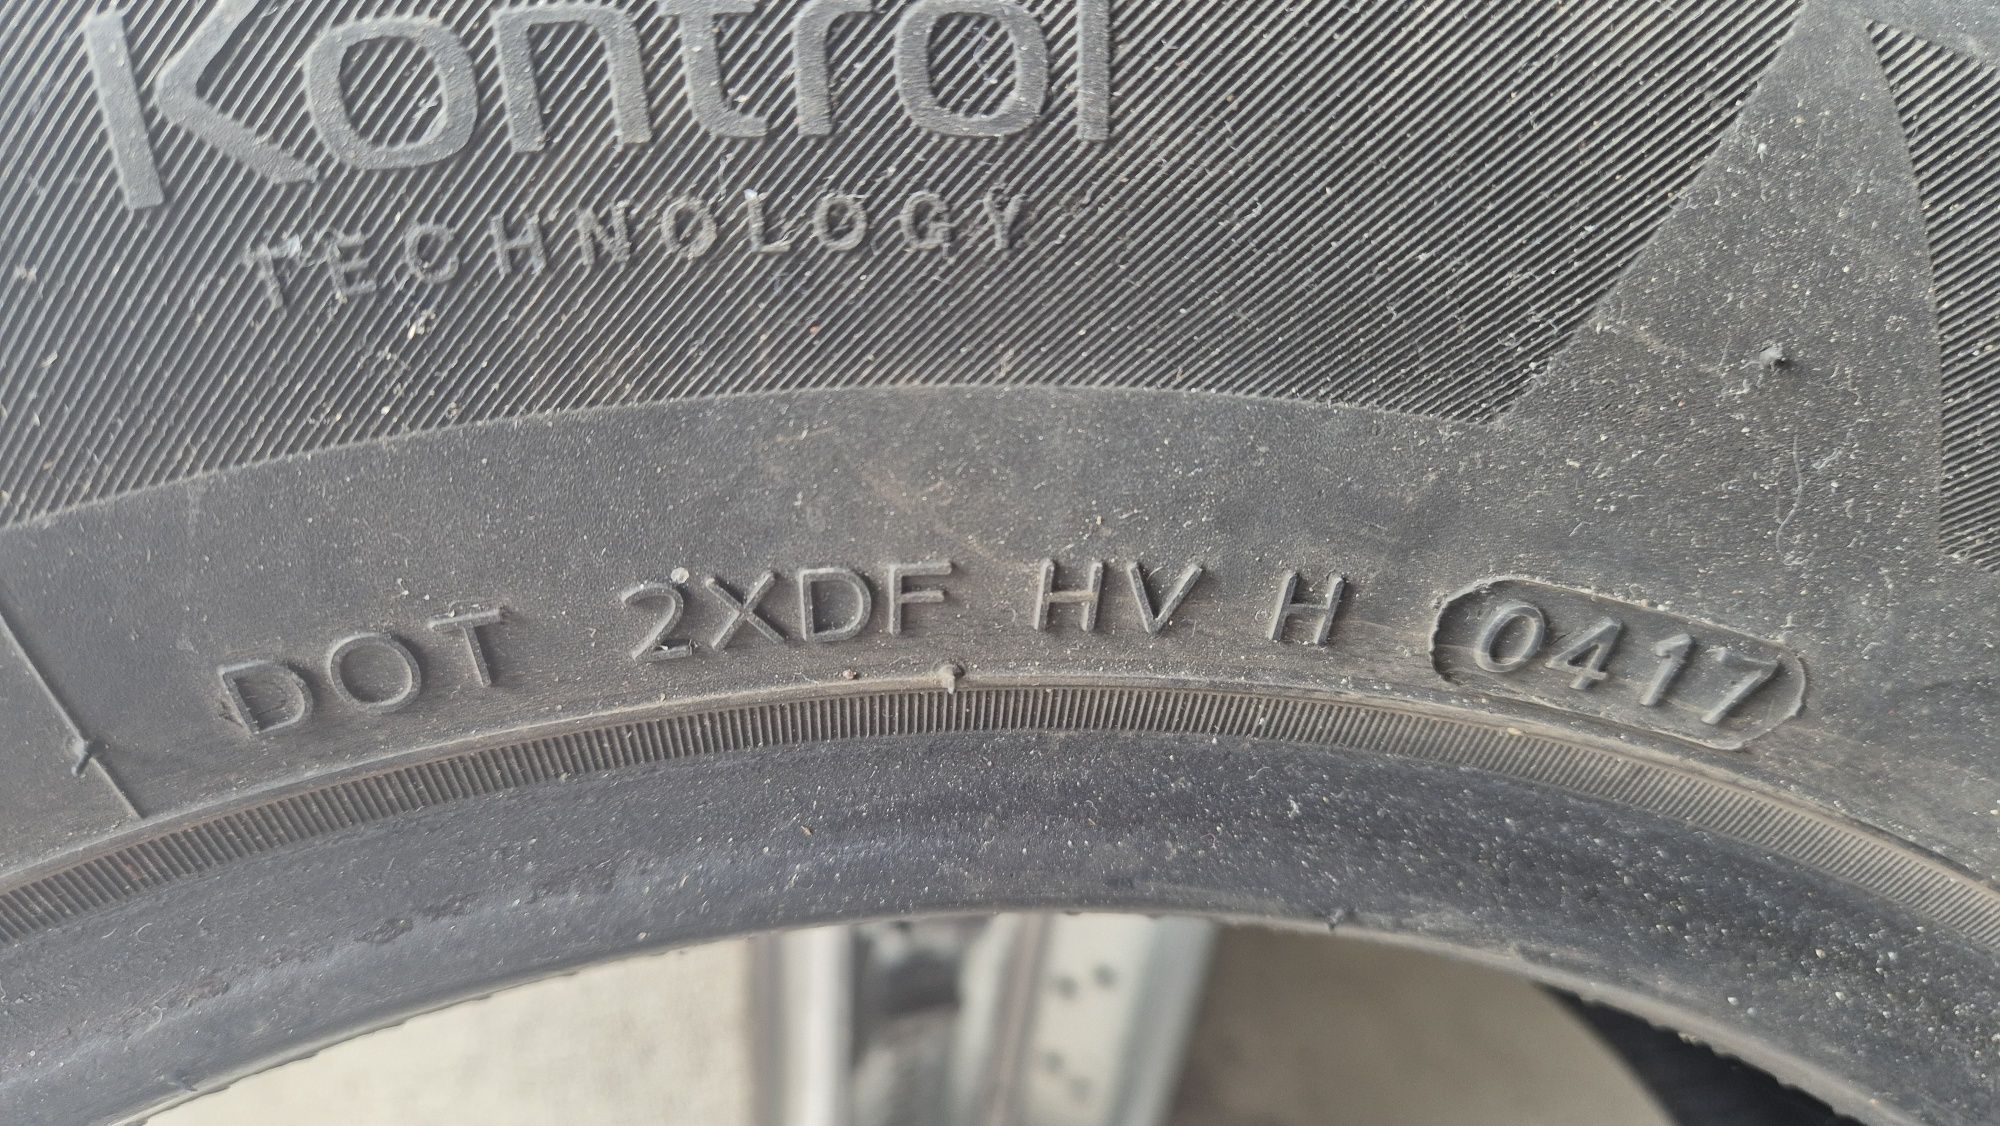 Kontrol
TECHNOLOGY
DOT 2XDF HV H 0417